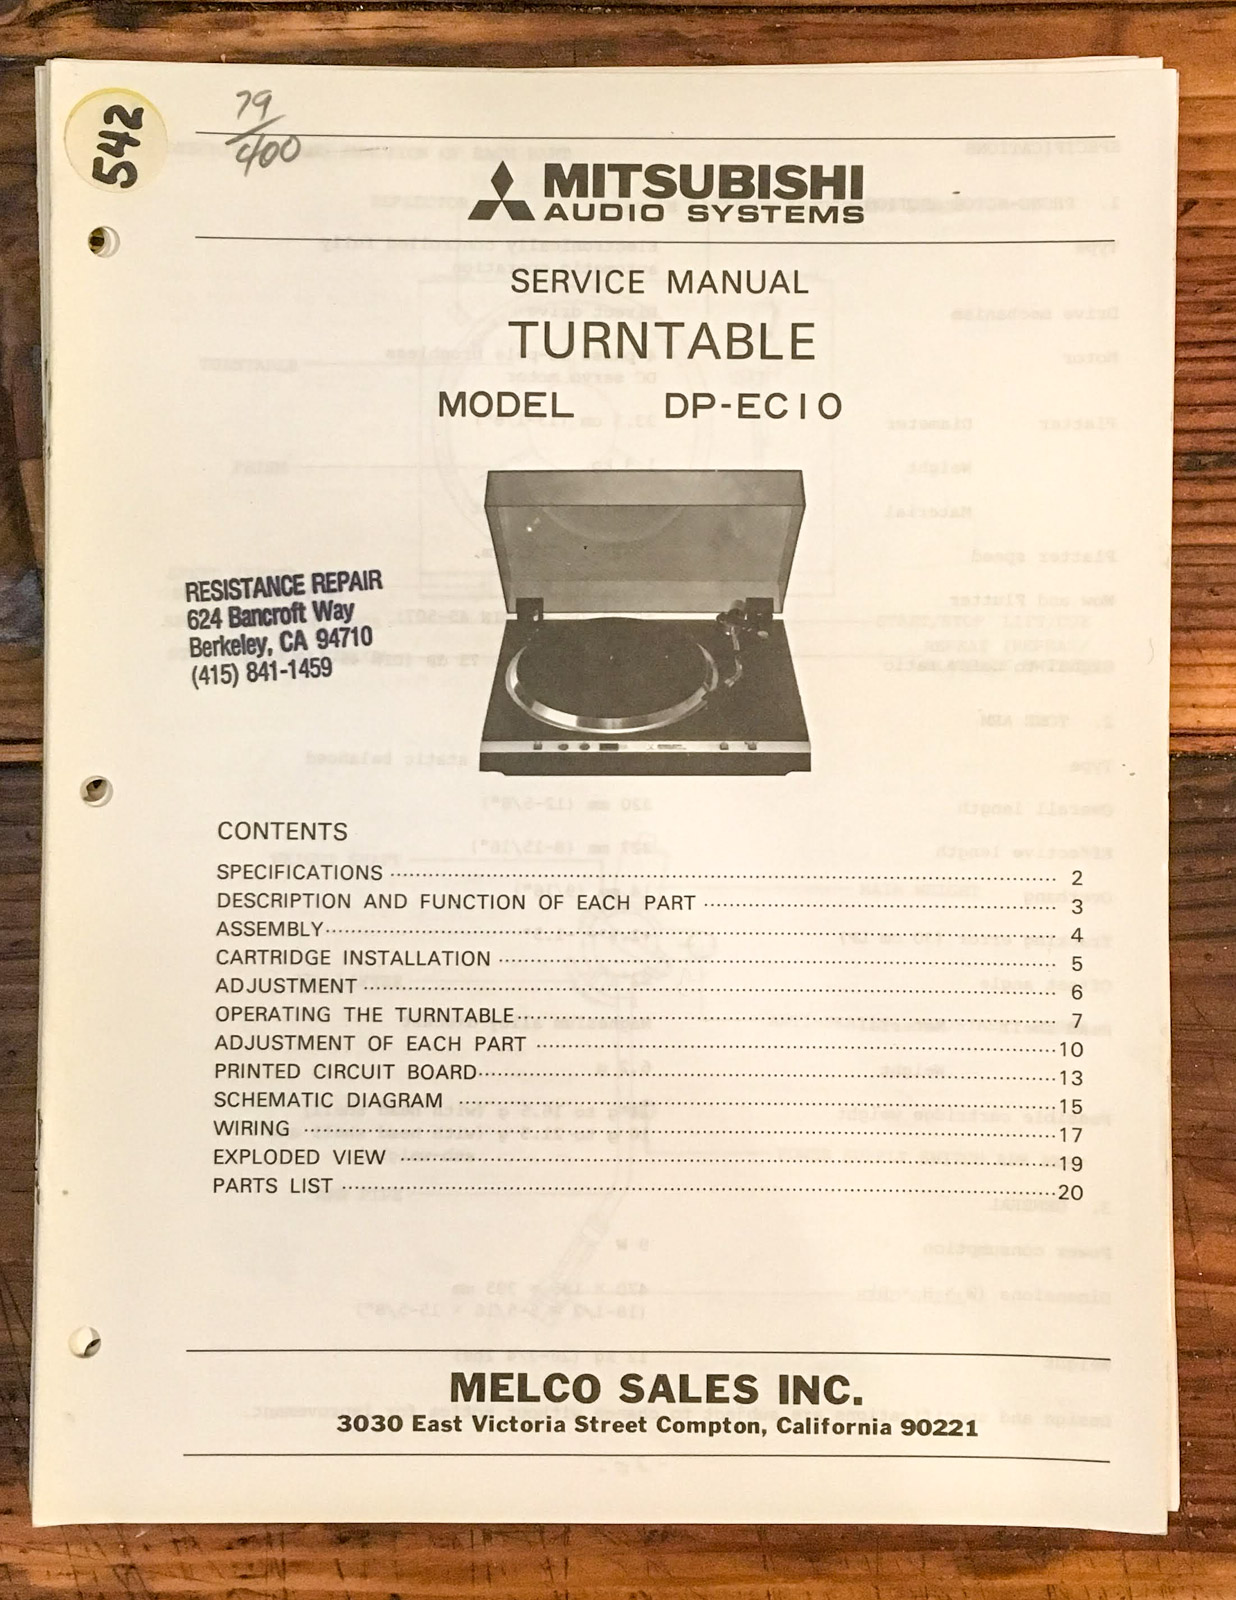 542
79
400
MITSUBISHI
AUDIO SYSTEMS
SERVICE MANUAL
TURNTABLE
MODEL DP-EC10
RESISTANCE REPAIR
624 Bancroft Way
Berkeley, CA 94710
(415) 841-1459
CONTENTS
SPECIFICATIONS 2
DESCRIPTION AND FUNCTION OF EACH PART 3
ASSEMBLY 4
CARTRIDGE INSTALLATION 5
ADJUSTMENT 6
OPERATING THE TURNTABLE 7
ADJUSTMENT OF EACH PART 10
PRINTED CIRCUIT BOARD 13
SCHEMATIC DIAGRAM 15
WIRING 17
EXPLODED VIEW 19
PARTS LIST 20
MELCO SALES INC.
3030 East Victoria Street Compton, California 90221